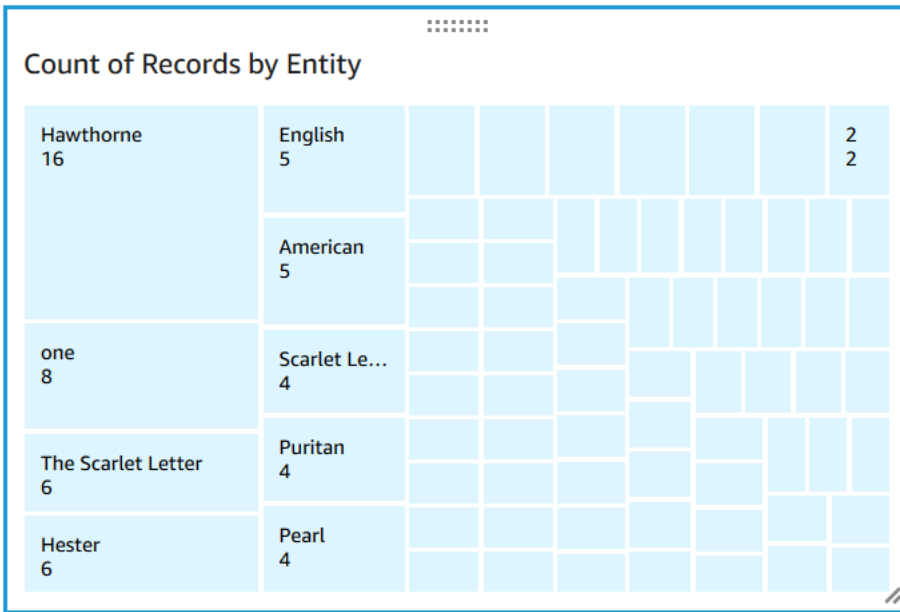 Count of Records by Entity
Hawthorne
16
one
8
The Scarlet Letter
6
Hester
6
English
5
American
5
Scarlet Le...
4
Puritan
4
Pearl
4
2
2